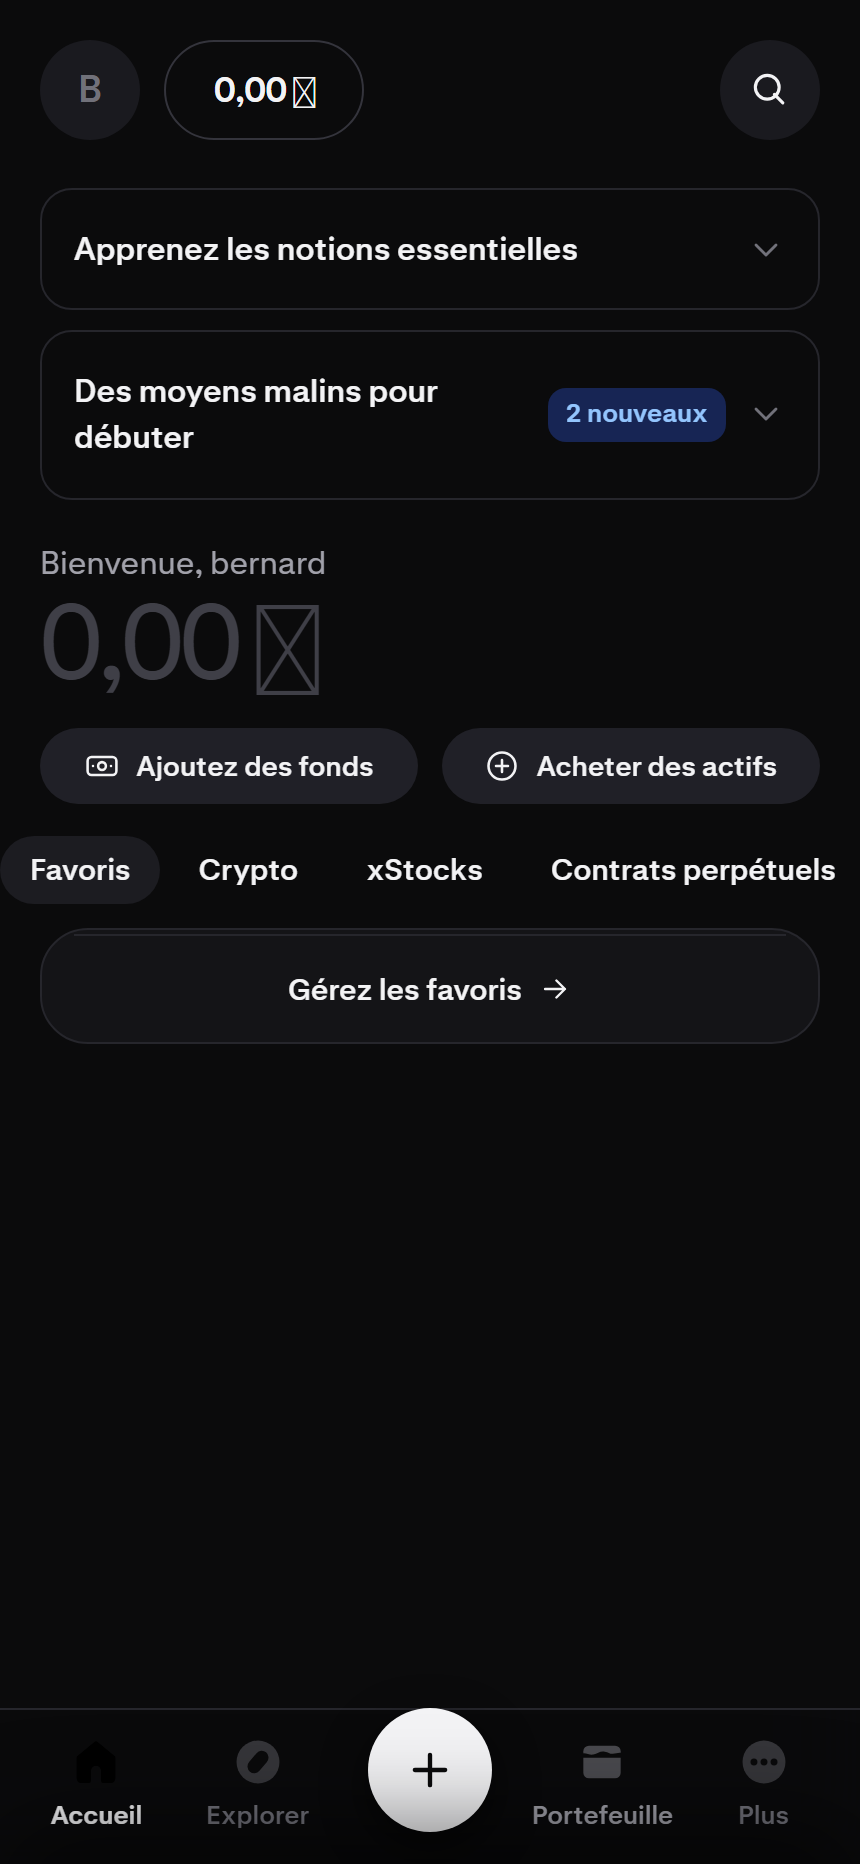 B
0,00
Apprenez les notions essentielles
Des moyens malins pour
débuter
2 nouveaux
Bienvenue, bernard
0,00
Ajoutez des fonds
Acheter des actifs
Favoris
Crypto
xStocks
Contrats perpétuels
Gérez les favoris →
Accueil
Explorer
Portefeuille
Plus